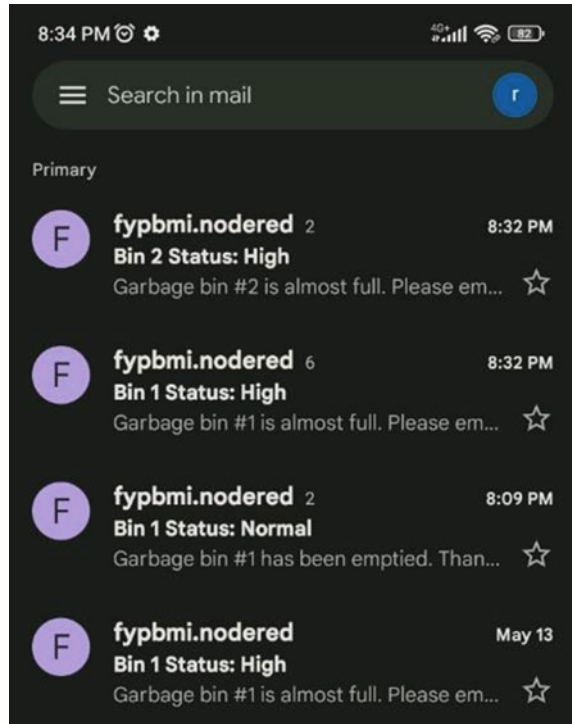 8:34 PM 4G+ 82
Search in mail r
Primary
F fypbmi.nodered 2 8:32 PM
Bin 2 Status: High
Garbage bin #2 is almost full. Please em...
F fypbmi.nodered 6 8:32 PM
Bin 1 Status: High
Garbage bin #1 is almost full. Please em...
F fypbmi.nodered 2 8:09 PM
Bin 1 Status: Normal
Garbage bin #1 has been emptied. Than...
F fypbmi.nodered May 13
Bin 1 Status: High
Garbage bin #1 is almost full. Please em...